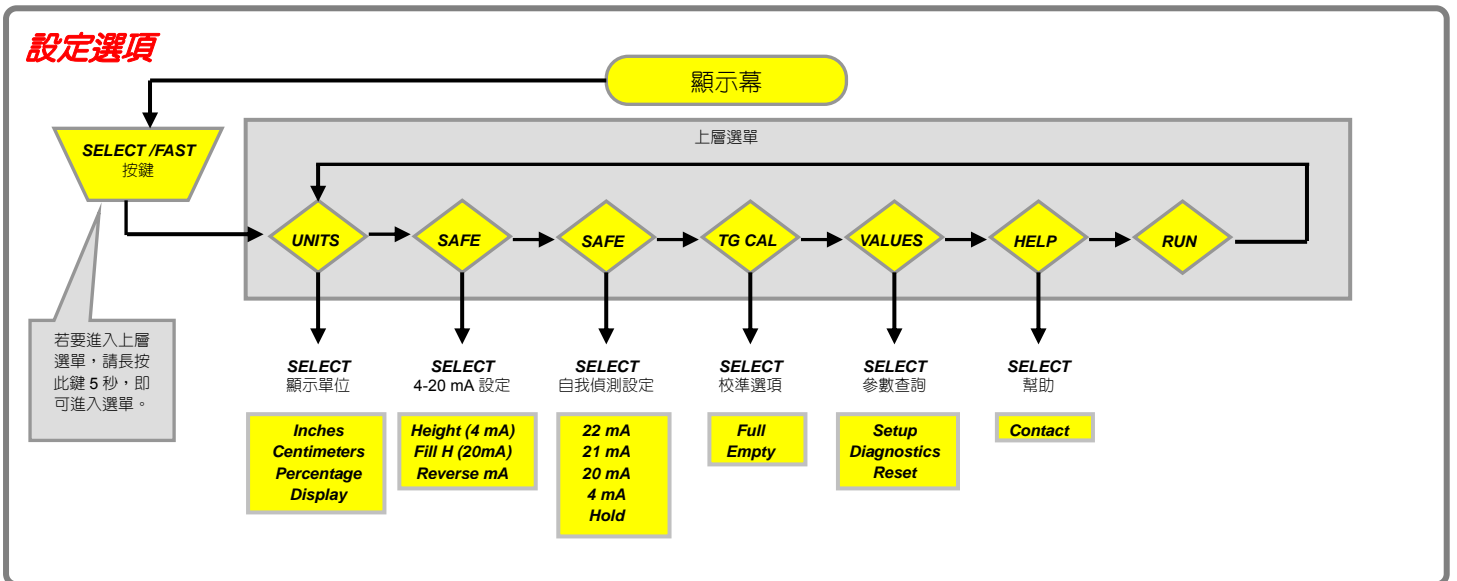 設定選項
顯示幕
SELECT /FAST
按鍵
上層選單
UNITS
SAFE
SAFE
TG CAL
VALUES
HELP
RUN
若要進入上層
選單，請長按
此鍵 5 秒，即
可進入選單。
SELECT
顯示單位
Inches
Centimeters
Percentage
Display
SELECT
4-20 mA 設定
Height (4 mA)
Fill H (20mA)
Reverse mA
SELECT
自我偵測設定
22 mA
21 mA
20 mA
4 mA
Hold
SELECT
校準選項
Full
Empty
SELECT
參數查詢
Setup
Diagnostics
Reset
SELECT
幫助
Contact